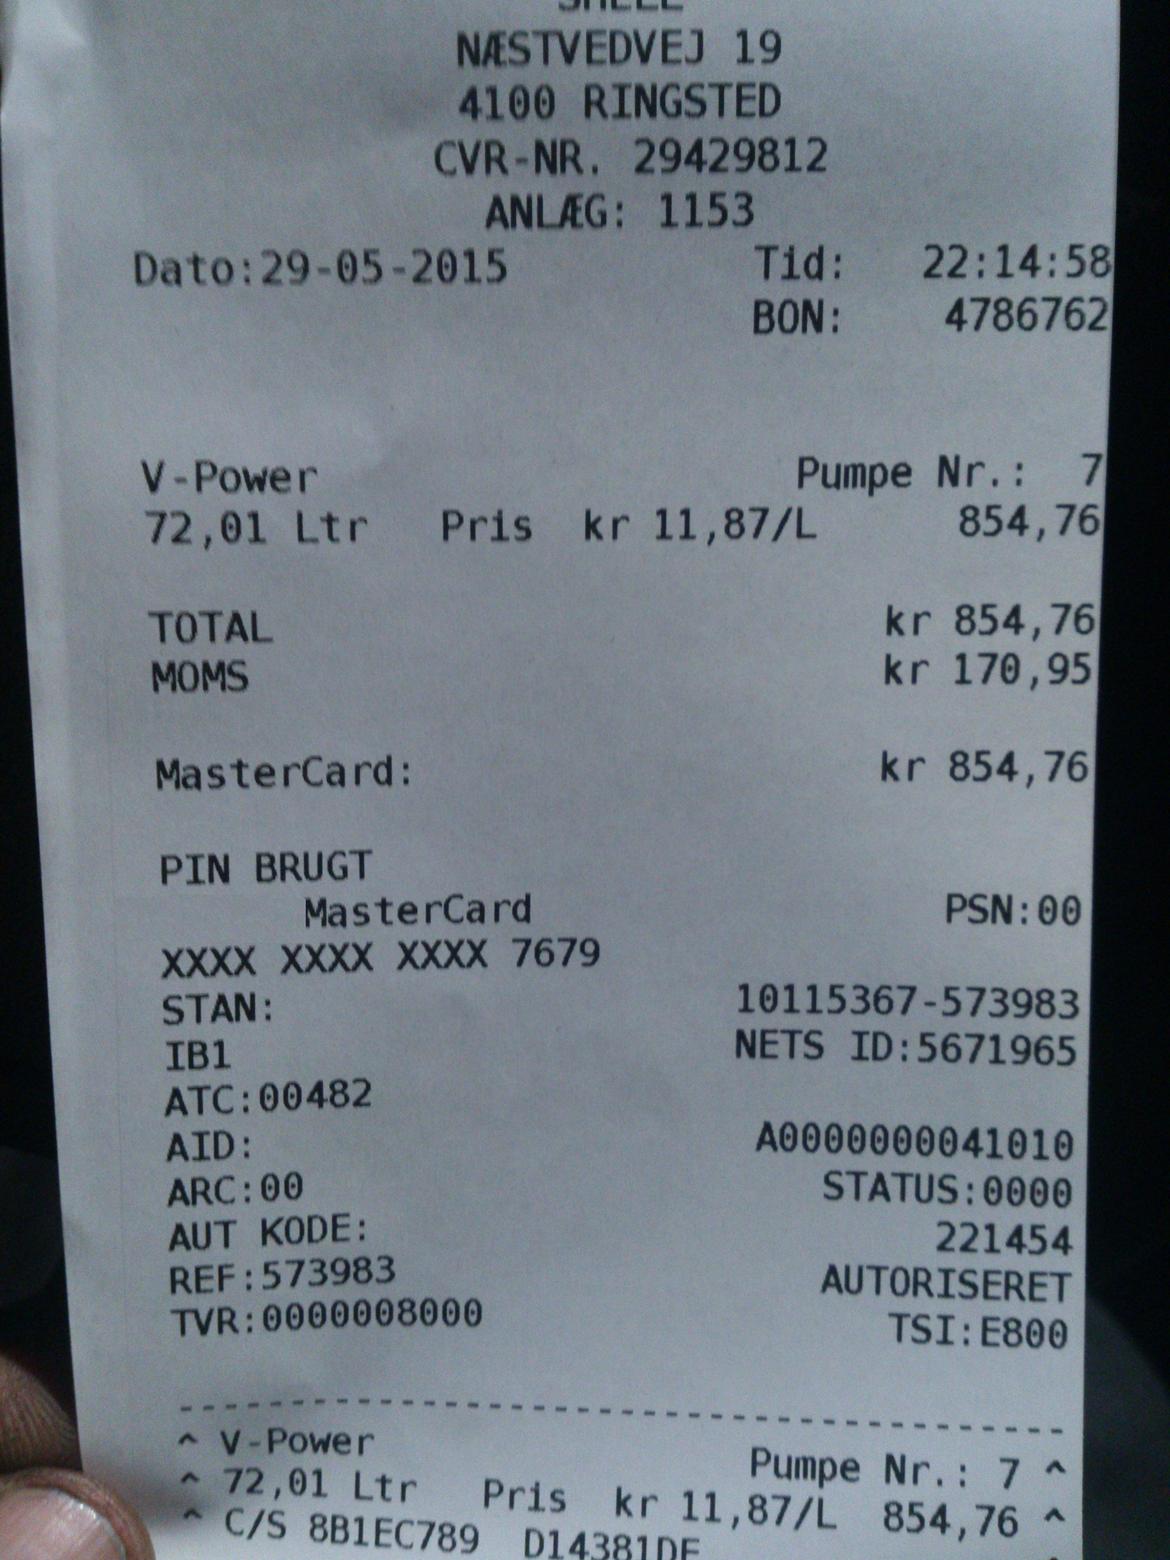 SHELL
NÆSTVEDVEJ 19
4100 RINGSTED
CVR-NR. 29429812
ANLÆG: 1153
Dato:29-05-2015 Tid: 22:14:58
BON: 4786762
V-Power Pumpe Nr.: 7
72,01 Ltr Pris kr 11,87/L 854,76
TOTAL kr 854,76
MOMS kr 170,95
MasterCard: kr 854,76
PIN BRUGT
MasterCard PSN:00
XXXX XXXX XXXX 7679
STAN: 10115367-573983
IB1 NETS ID:5671965
ATC:00482
AID: A0000000041010
ARC:00 STATUS:0000
AUT KODE: 221454
REF:573983 AUTORISERET
TVR:0000008000 TSI:E800
--------------------------------------
^ V-Power Pumpe Nr.: 7 ^
^ 72,01 Ltr Pris kr 11,87/L 854,76 ^
^ C/S 8B1EC789 D14381DE ^